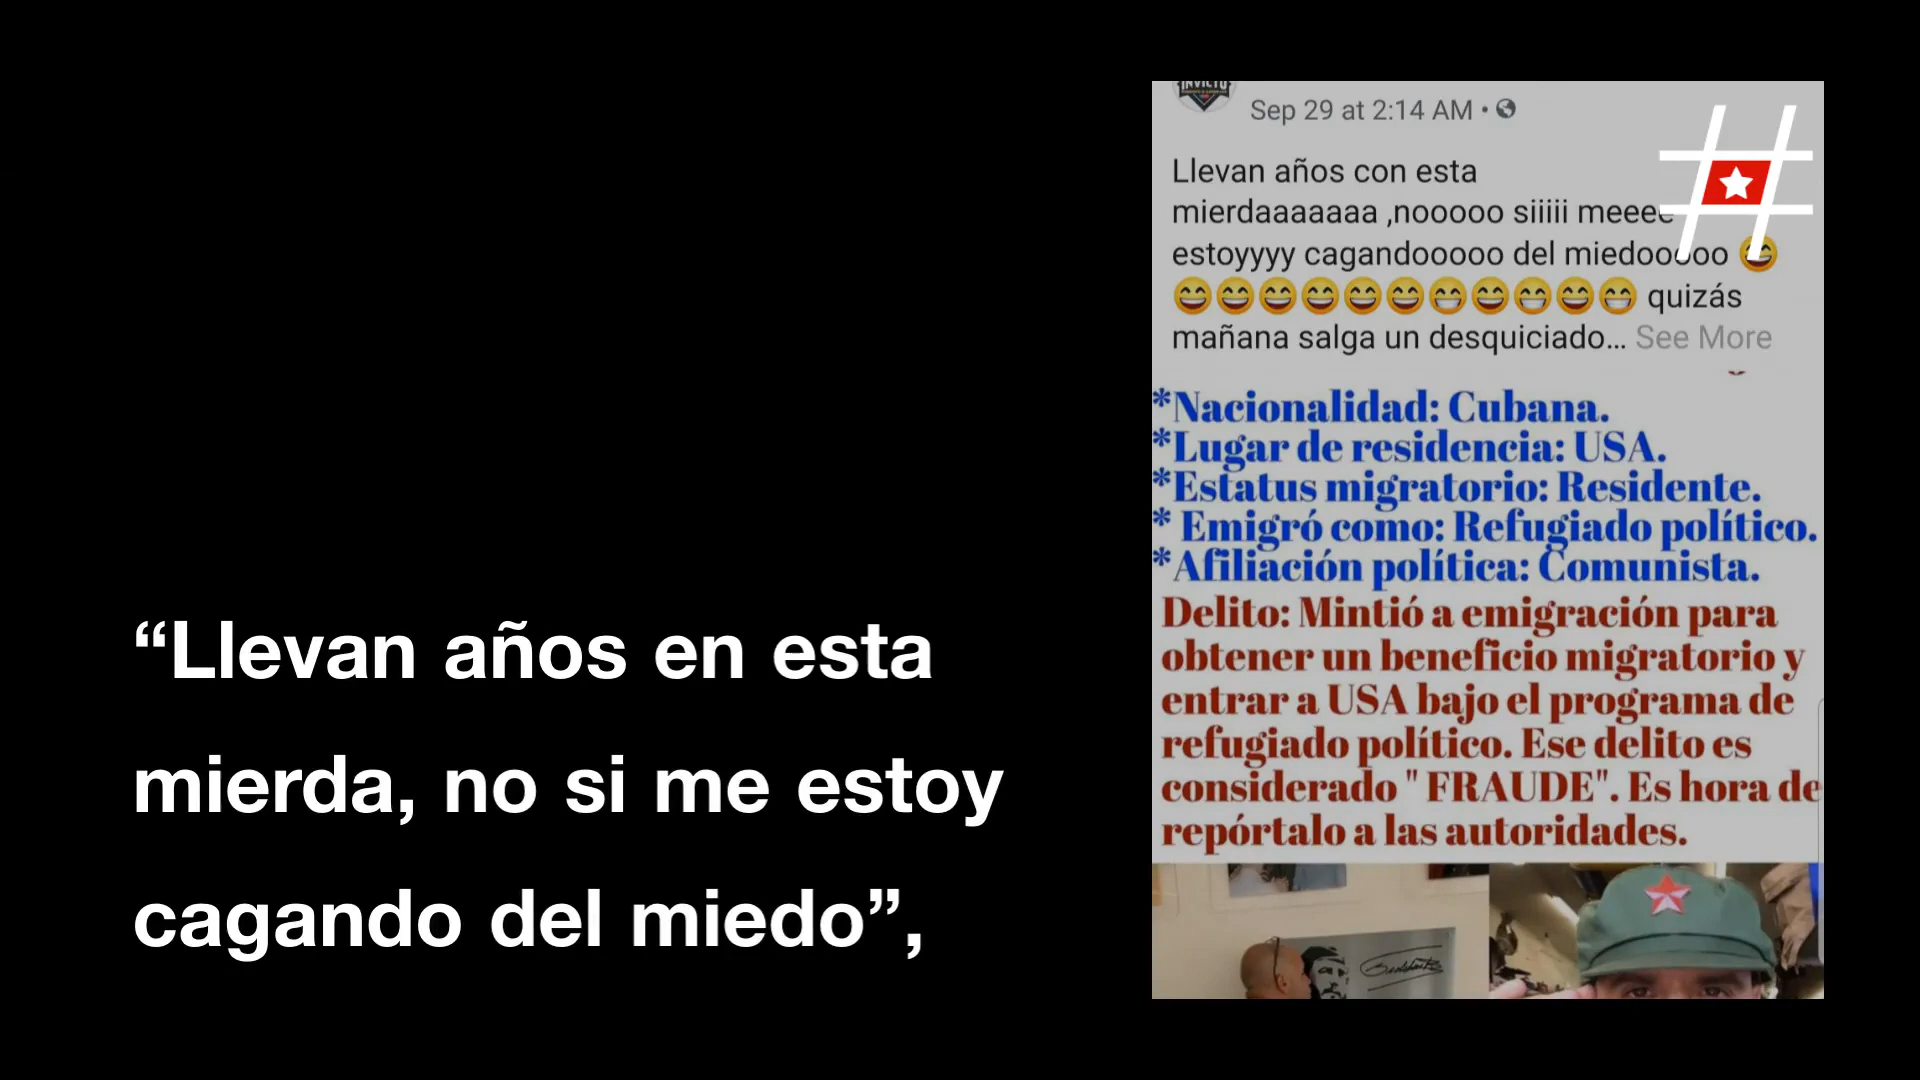 “Llevan años en esta
mierda, no si me estoy
cagando del miedo”,
INVICTO
Sep 29 at 2:14 AM •
Llevan años con esta
mierdaaaaaaa ,nooooo siiiii meeee
estoyyyy cagandooooo del miedooooo 😄
😄😄😄😄😄😄😁😄😁😄😁 quizás
mañana salga un desquiciado... See More
*Nacionalidad: Cubana.
*Lugar de residencia: USA.
*Estatus migratorio: Residente.
* Emigró como: Refugiado político.
*Afiliación política: Comunista.
Delito: Mintió a emigración para
obtener un beneficio migratorio y
entrar a USA bajo el programa de
refugiado político. Ese delito es
considerado " FRAUDE". Es hora de
repórtalo a las autoridades.